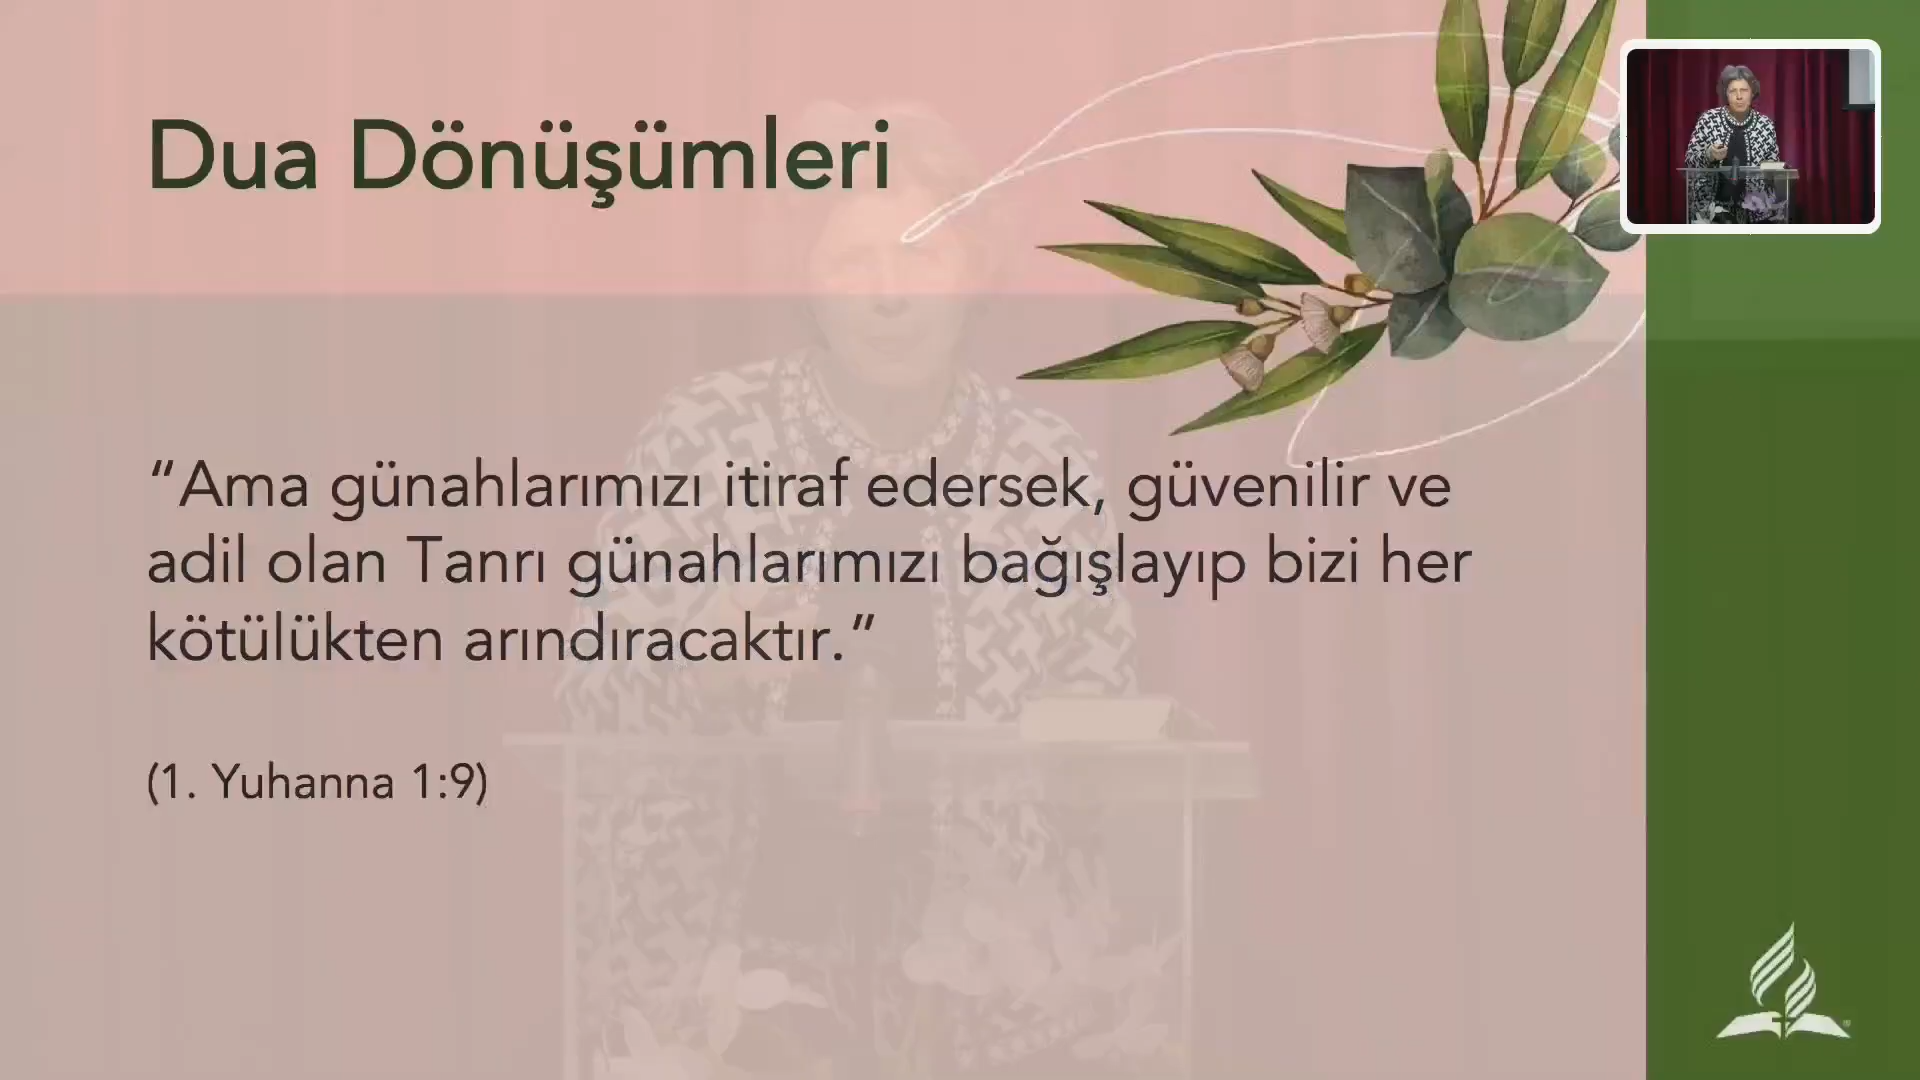 Dua Dönüşümleri
“Ama günahlarımızı itiraf edersek, güvenilir ve
adil olan Tanrı günahlarımızı bağışlayıp bizi her
kötülükten arındıracaktır.”
(1. Yuhanna 1:9)